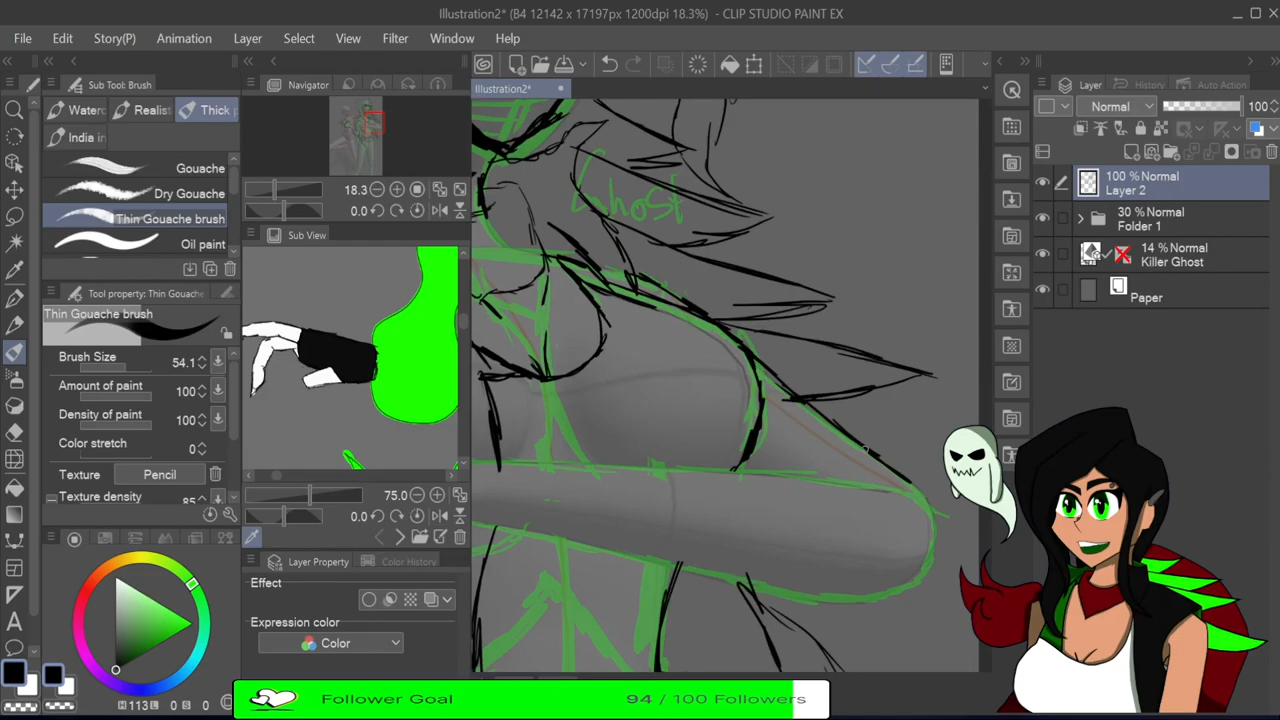 Illustration2* (B4 12142 x 17197px 1200dpi 18.3%) - CLIP STUDIO PAINT EX
File Edit Story(P) Animation Layer Select View Filter Window Help
Sub Tool: Brush
Water
Realist
Thick p
India in
Gouache
Dry Gouache
Thin Gouache brush
Oil paint
Tool property: Thin Gouache
Thin Gouache brush
Brush Size 54.1
Amount of paint 100
Density of paint 100
Color stretch 0
Texture Pencil
Texture density 85
H 113 L 0 S 0
Navigator
18.3
0.0
Sub View
75.0
0.0
Layer Property Color History
Effect
Expression color
Color
Illustration2*
Ghost
Layer History Auto Action
Normal 100
100 % Normal
Layer 2
30 % Normal
Folder 1
14 % Normal
Killer Ghost
Paper
Follower Goal 94 / 100 Followers